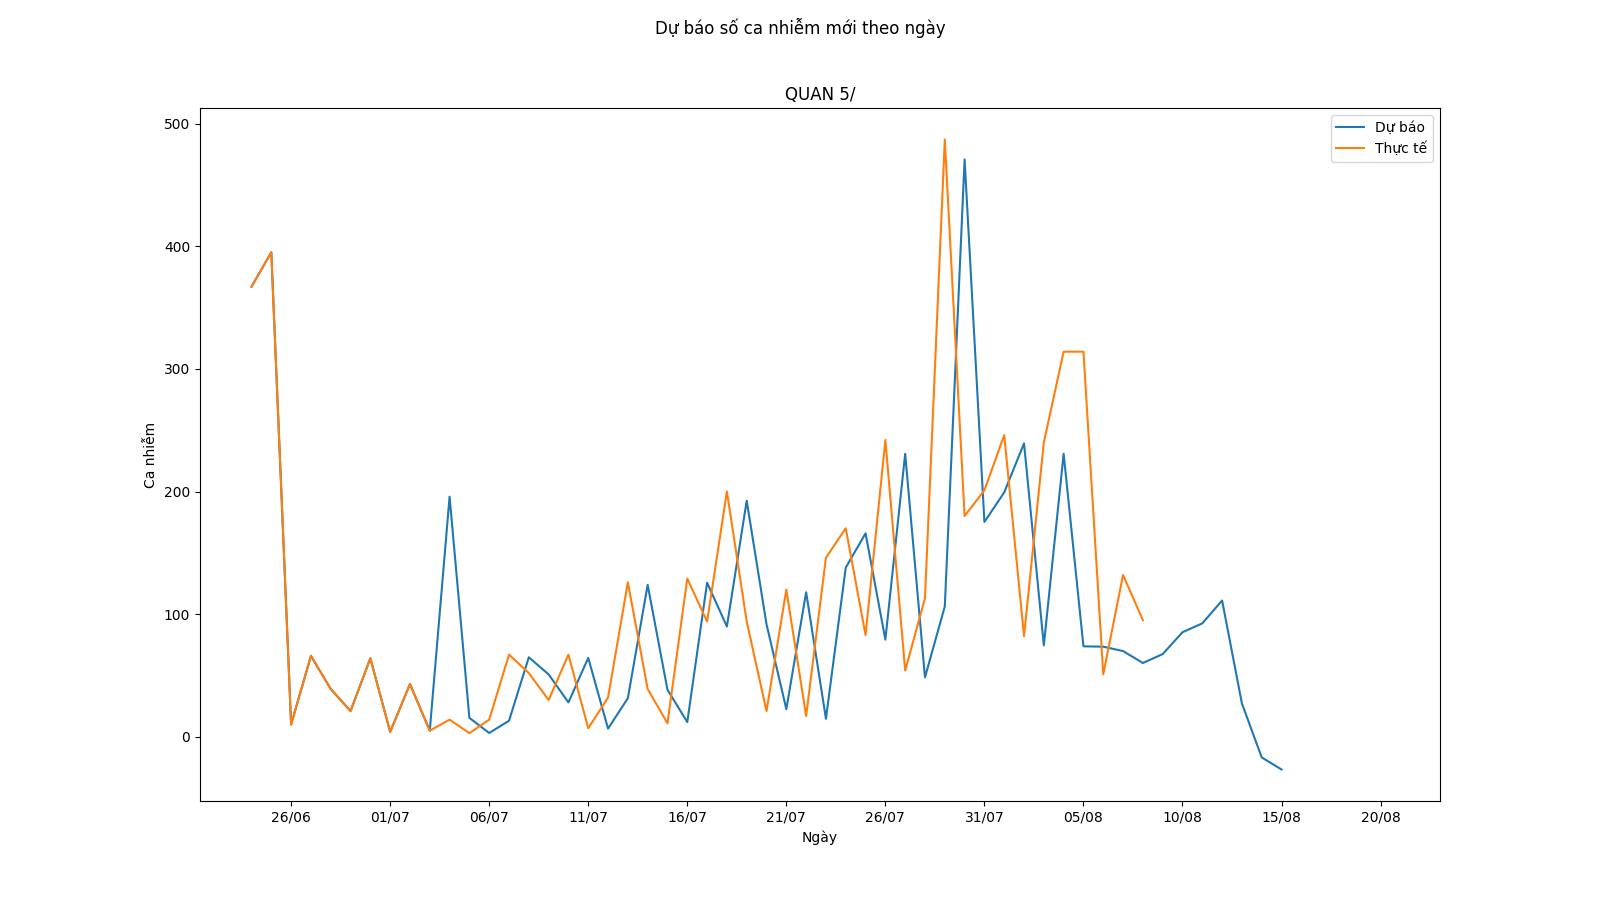 Dự báo số ca nhiễm mới theo ngày
QUAN 5/
Dự báo
Thực tế
500
400
300
200
100
0
Ca nhiễm
26/06 01/07 06/07 11/07 16/07 21/07 26/07 31/07 05/08 10/08 15/08 20/08
Ngày